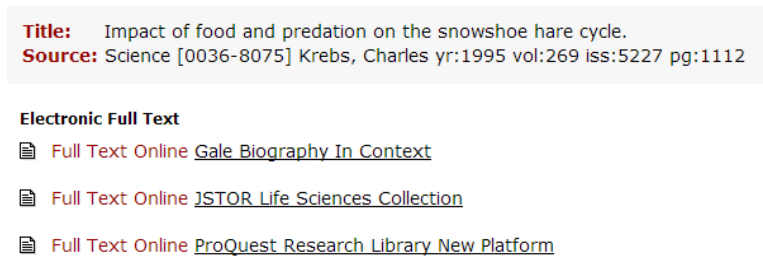 Title: Impact of food and predation on the snowshoe hare cycle.
Source: Science [0036-8075] Krebs, Charles yr:1995 vol:269 iss:5227 pg:1112
Electronic Full Text
Full Text Online Gale Biography In Context
Full Text Online JSTOR Life Sciences Collection
Full Text Online ProQuest Research Library New Platform